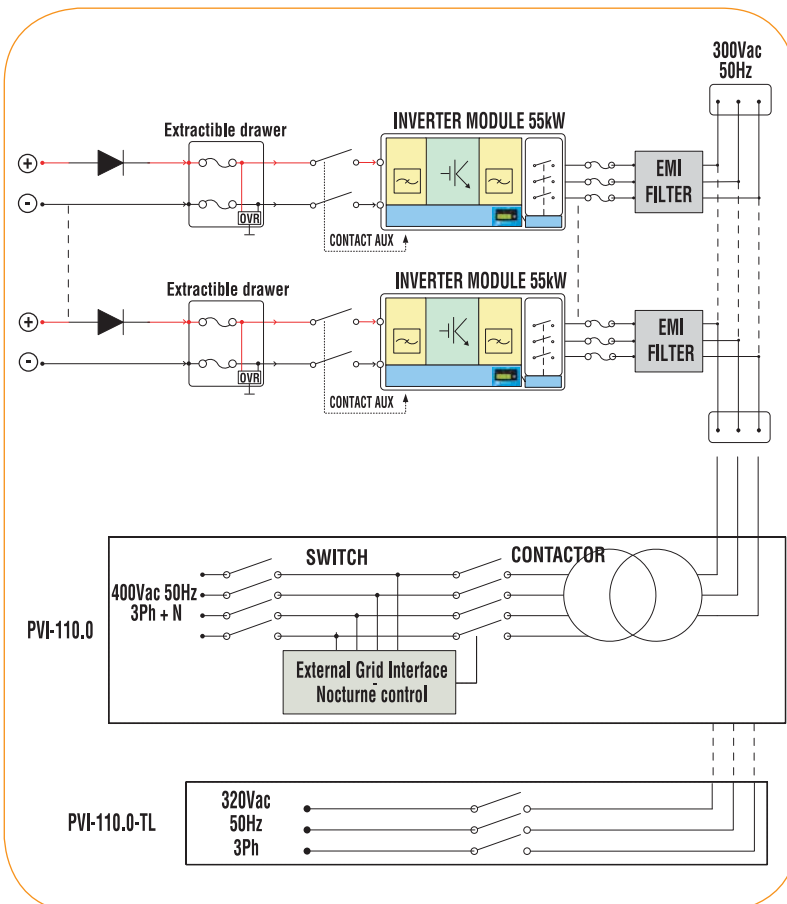 300Vac
50Hz
Extractible drawer
INVERTER MODULE 55kW
+
-
OVR
CONTACT AUX
EMI
FILTER
Extractible drawer
INVERTER MODULE 55kW
+
-
OVR
CONTACT AUX
EMI
FILTER
PVI-110.0
SWITCH
CONTACTOR
400Vac 50Hz
3Ph + N
External Grid Interface
-
Nocturne control
PVI-110.0-TL
320Vac
50Hz
3Ph